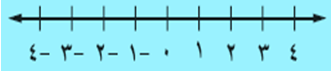 ٤- ٣- ٢- ١- ٠ ١ ٢ ٣ ٤